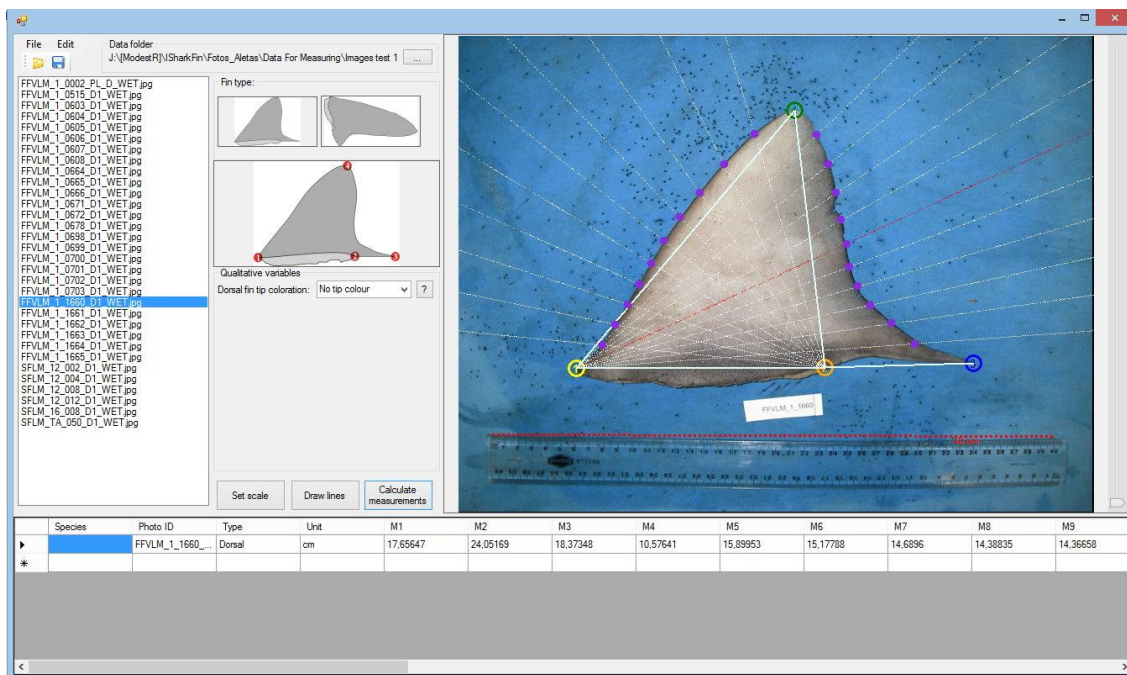 File Edit
Data folder
J:\[ModestR]\ISharkFin\Fotos_Aletas\Data For Measuring\Images test 1 ...
FFVLM_1_0002_PL_D_WET.jpg
FFVLM_1_0515_D1_WET.jpg
FFVLM_1_0603_D1_WET.jpg
FFVLM_1_0604_D1_WET.jpg
FFVLM_1_0605_D1_WET.jpg
FFVLM_1_0606_D1_WET.jpg
FFVLM_1_0607_D1_WET.jpg
FFVLM_1_0608_D1_WET.jpg
FFVLM_1_0664_D1_WET.jpg
FFVLM_1_0665_D1_WET.jpg
FFVLM_1_0666_D1_WET.jpg
FFVLM_1_0671_D1_WET.jpg
FFVLM_1_0672_D1_WET.jpg
FFVLM_1_0678_D1_WET.jpg
FFVLM_1_0698_D1_WET.jpg
FFVLM_1_0699_D1_WET.jpg
FFVLM_1_0700_D1_WET.jpg
FFVLM_1_0701_D1_WET.jpg
FFVLM_1_0702_D1_WET.jpg
FFVLM_1_0703_D1_WET.jpg
FFVLM_1_1660_D1_WET.jpg
FFVLM_1_1661_D1_WET.jpg
FFVLM_1_1662_D1_WET.jpg
FFVLM_1_1663_D1_WET.jpg
FFVLM_1_1664_D1_WET.jpg
FFVLM_1_1665_D1_WET.jpg
SFLM_12_002_D1_WET.jpg
SFLM_12_004_D1_WET.jpg
SFLM_12_008_D1_WET.jpg
SFLM_12_012_D1_WET.jpg
SFLM_16_008_D1_WET.jpg
SFLM_TA_050_D1_WET.jpg
Fin type:
4
1 2 3
Qualitative variables
Dorsal fin tip coloration: No tip colour ?
Set scale Draw lines Calculate measurements
FFVLM_1_1660
Species Photo ID Type Unit M1 M2 M3 M4 M5 M6 M7 M8 M9
FFVLM_1_1660_... Dorsal cm 17,65647 24,05169 18,37348 10,57641 15,89953 15,17788 14,6896 14,38835 14,36658